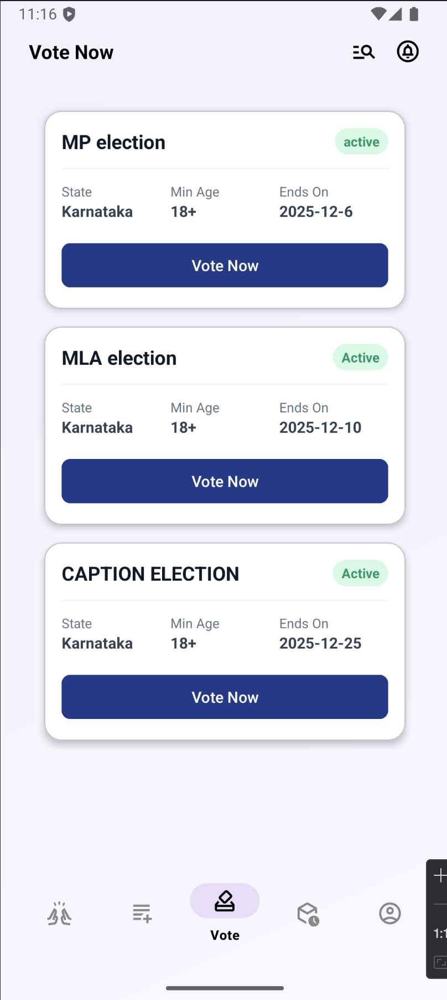 11:16
Vote Now
MP election active
State Min Age Ends On
Karnataka 18+ 2025-12-6
Vote Now
MLA election Active
State Min Age Ends On
Karnataka 18+ 2025-12-10
Vote Now
CAPTION ELECTION Active
State Min Age Ends On
Karnataka 18+ 2025-12-25
Vote Now
Vote